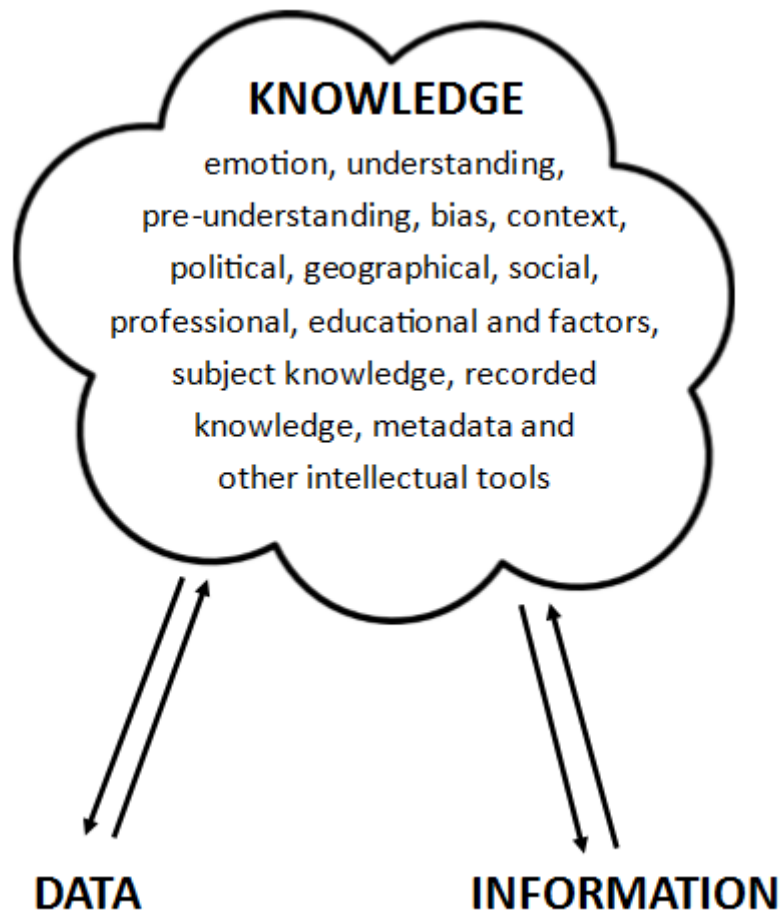 KNOWLEDGE
emotion, understanding,
pre-understanding, bias, context,
political, geographical, social,
professional, educational and factors,
subject knowledge, recorded
knowledge, metadata and
other intellectual tools
DATA
INFORMATION